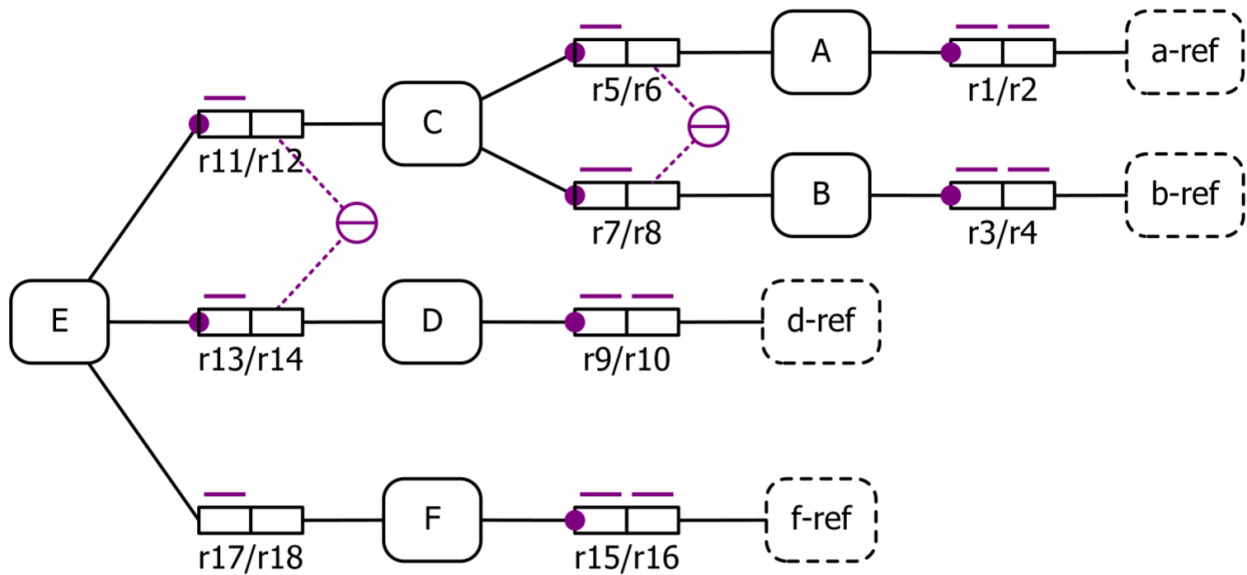 r5/r6
A
r1/r2
a-ref
r11/r12
C
r7/r8
B
r3/r4
b-ref
E
r13/r14
D
r9/r10
d-ref
r17/r18
F
r15/r16
f-ref